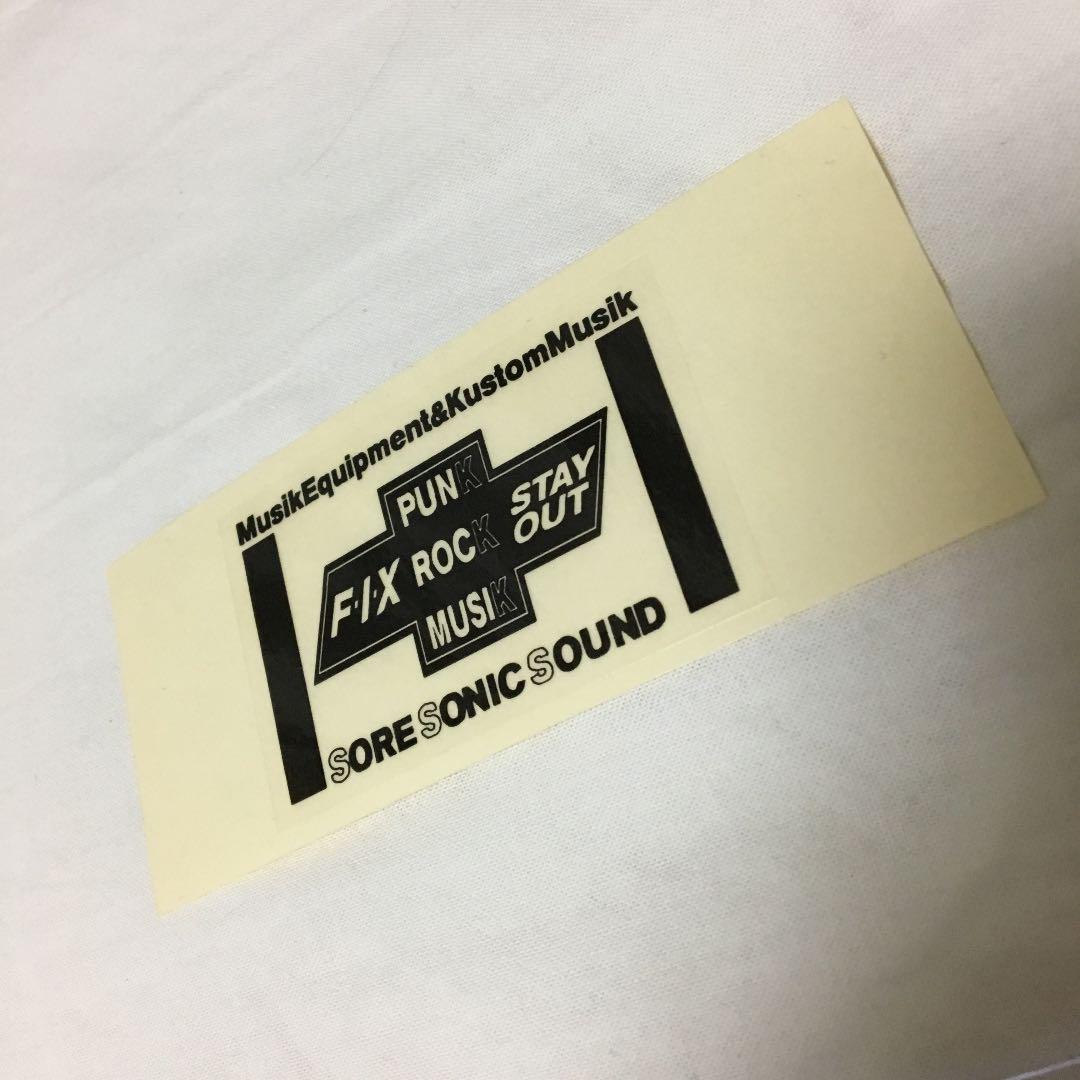 MusikEquipment&KustomMusik
PUNK
F·I·X ROCK STAY OUT
MUSIK
SORE SONIC SOUND